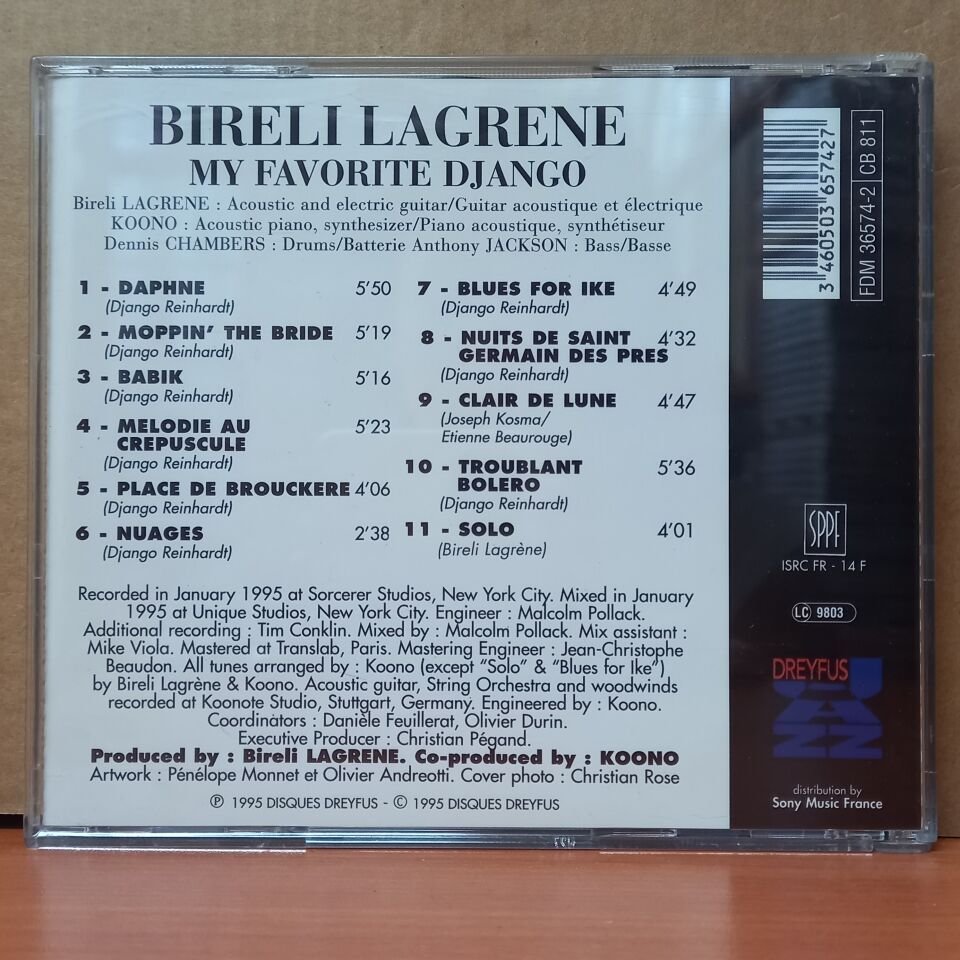 BIRELI LAGRENE
MY FAVORITE DJANGO
Bireli LAGRENE : Acoustic and electric guitar/Guitar acoustique et électrique
KOONO : Acoustic piano, synthesizer/Piano acoustique, synthétiseur
Dennis CHAMBERS : Drums/Batterie Anthony JACKSON : Bass/Basse
1 - DAPHNE 5'50
(Django Reinhardt)
2 - MOPPIN' THE BRIDE 5'19
(Django Reinhardt)
3 - BABIK 5'16
(Django Reinhardt)
4 - MELODIE AU 5'23
CREPUSCULE
(Django Reinhardt)
5 - PLACE DE BROUCKERE 4'06
(Django Reinhardt)
6 - NUAGES 2'38
(Django Reinhardt)
7 - BLUES FOR IKE 4'49
(Django Reinhardt)
8 - NUITS DE SAINT 4'32
GERMAIN DES PRES
(Django Reinhardt)
9 - CLAIR DE LUNE 4'47
(Joseph Kosma/
Etienne Beaurouge)
10 - TROUBLANT 5'36
BOLERO
(Django Reinhardt)
11 - SOLO 4'01
(Bireli Lagrène)
Recorded in January 1995 at Sorcerer Studios, New York City. Mixed in January
1995 at Unique Studios, New York City. Engineer : Malcolm Pollack.
Additional recording : Tim Conklin. Mixed by : Malcolm Pollack. Mix assistant :
Mike Viola. Mastered at Translab, Paris. Mastering Engineer : Jean-Christophe
Beaudon. All tunes arranged by : Koono (except "Solo" & "Blues for Ike")
by Bireli Lagrène & Koono. Acoustic guitar, String Orchestra and woodwinds
recorded at Koonote Studio, Stuttgart, Germany. Engineered by : Koono.
Coordinators : Danièle Feuillerat, Olivier Durin.
Executive Producer : Christian Pégand.
Produced by : Bireli LAGRENE. Co-produced by : KOONO
Artwork : Pénélope Monnet et Olivier Andreotti. Cover photo : Christian Rose
℗ 1995 DISQUES DREYFUS - © 1995 DISQUES DREYFUS
3 460503 657427
FDM 36574-2 CB 811
SPPF
ISRC FR - 14 F
LC 9803
DREYFUS
distribution by
Sony Music France